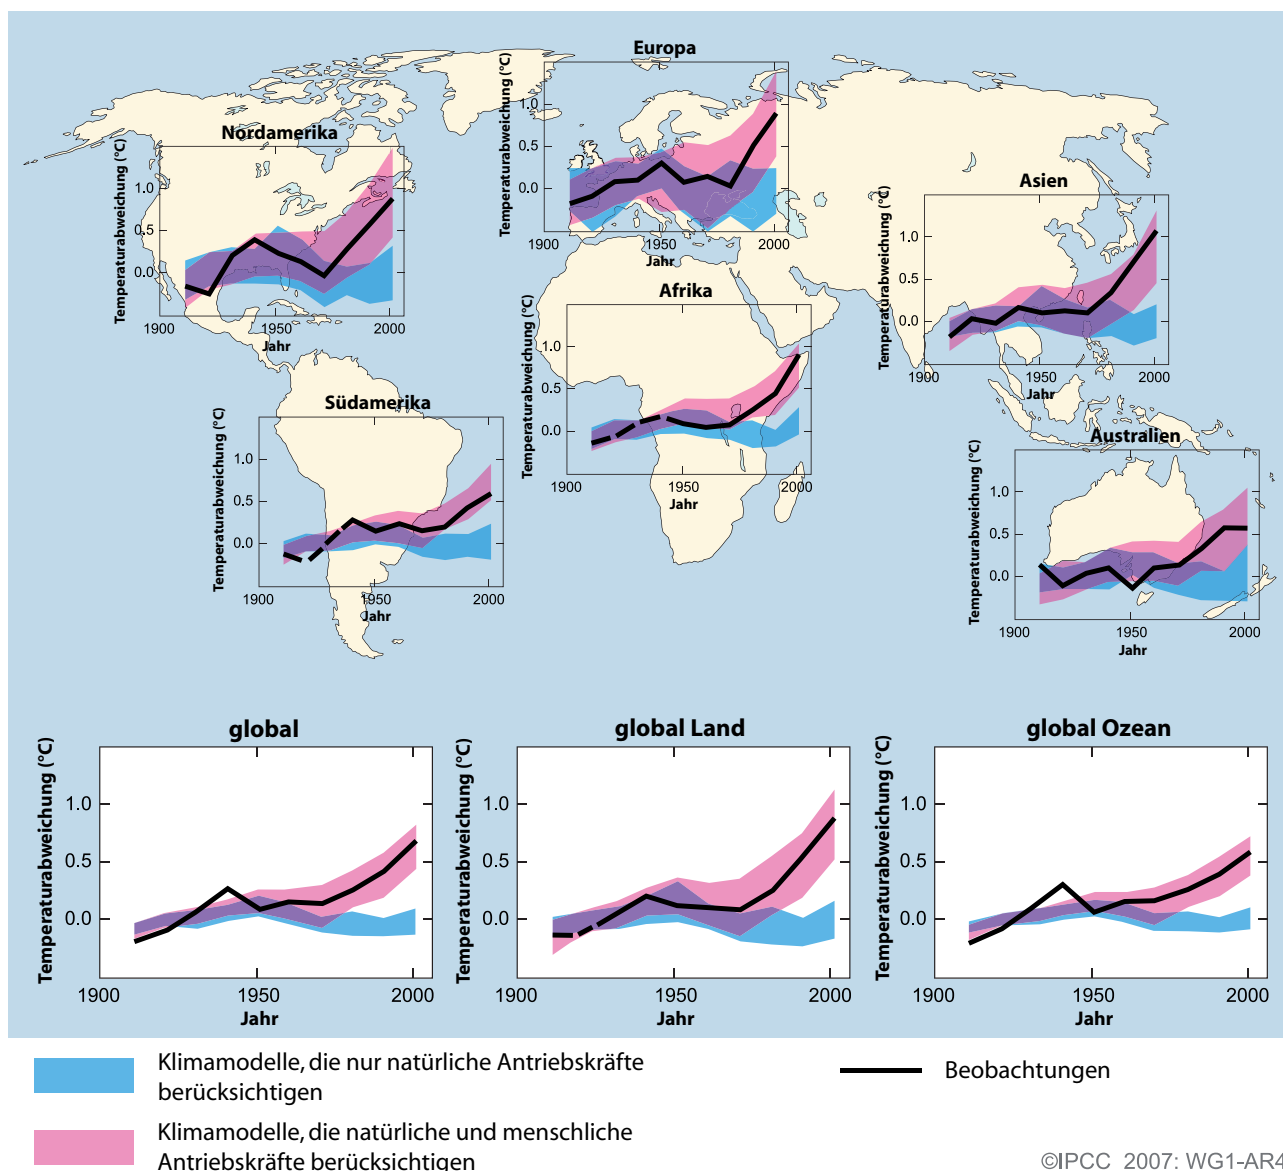 Europa
Temperaturabweichung (°C)
1.0
0.5
0.0
1900
1950
2000
Jahr
Nordamerika
Temperaturabweichung (°C)
1.0
0.5
0.0
1900
1950
2000
Jahr
Asien
Temperaturabweichung (°C)
1.0
0.5
0.0
1900
1950
2000
Jahr
Afrika
Temperaturabweichung (°C)
1.0
0.5
0.0
1900
1950
2000
Jahr
Südamerika
Temperaturabweichung (°C)
1.0
0.5
0.0
1900
1950
2000
Jahr
Australien
Temperaturabweichung (°C)
1.0
0.5
0.0
1900
1950
2000
Jahr
global
Temperaturabweichung (°C)
1.0
0.5
0.0
1900
1950
2000
Jahr
global Land
Temperaturabweichung (°C)
1.0
0.5
0.0
1900
1950
2000
Jahr
global Ozean
Temperaturabweichung (°C)
1.0
0.5
0.0
1900
1950
2000
Jahr
Klimamodelle, die nur natürliche Antriebskräfte
berücksichtigen
Beobachtungen
Klimamodelle, die natürliche und menschliche
Antriebskräfte berücksichtigen
©IPCC 2007: WG1-AR4